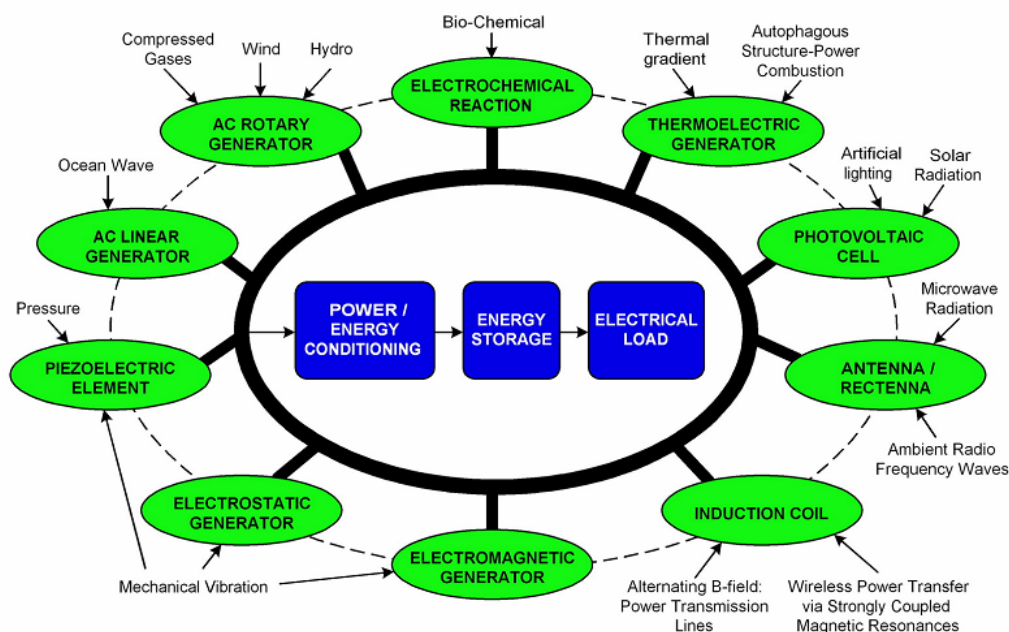 Bio-Chemical
Compressed
Gases
Wind
Hydro
Thermal
gradient
Autophagous
Structure-Power
Combustion
ELECTROCHEMICAL
REACTION
AC ROTARY
GENERATOR
THERMOELECTRIC
GENERATOR
Ocean Wave
Artificial
lighting
Solar
Radiation
AC LINEAR
GENERATOR
PHOTOVOLTAIC
CELL
Pressure
Microwave
Radiation
POWER /
ENERGY
CONDITIONING
ENERGY
STORAGE
ELECTRICAL
LOAD
PIEZOELECTRIC
ELEMENT
ANTENNA /
RECTENNA
Ambient Radio
Frequency Waves
ELECTROSTATIC
GENERATOR
INDUCTION COIL
ELECTROMAGNETIC
GENERATOR
Mechanical Vibration
Alternating B-field:
Power Transmission
Lines
Wireless Power Transfer
via Strongly Coupled
Magnetic Resonances